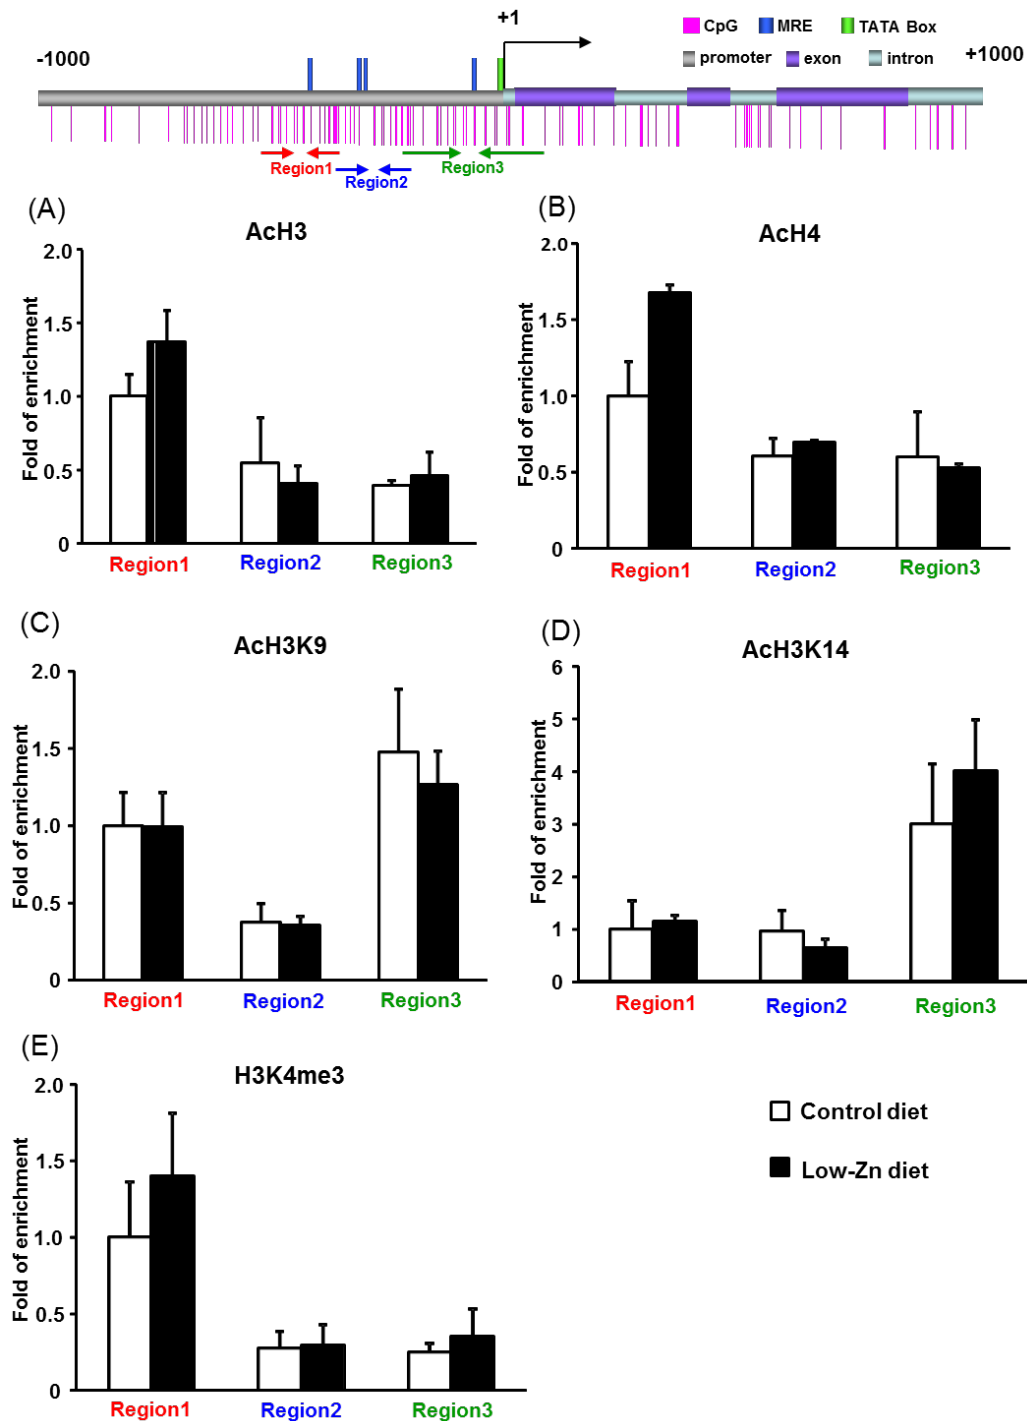 +1
CpG MRE TATA Box
-1000 promoter exon intron +1000
Region1 Region2 Region3
(A) AcH3
Fold of enrichment
2.0
1.5
1.0
0.5
0
Region1 Region2 Region3
(B) AcH4
Fold of enrichment
2.0
1.5
1.0
0.5
0
Region1 Region2 Region3
(C) AcH3K9
Fold of enrichment
2.0
1.5
1.0
0.5
0
Region1 Region2 Region3
(D) AcH3K14
Fold of enrichment
6
5
4
3
2
1
0
Region1 Region2 Region3
(E) H3K4me3
Fold of enrichment
2.0
1.5
1.0
0.5
0
Region1 Region2 Region3
Control diet
Low-Zn diet